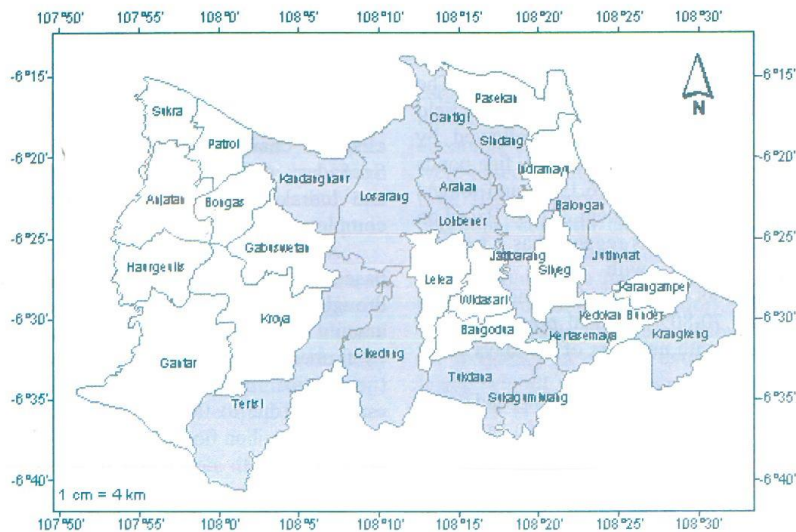 107°50' 107°55' 108°0' 108°5' 108°10' 108°15' 108°20' 108°25' 108°30'
-6°15' -6°15'
Pasekan
N
Sukra
Cantigi
Patrol
Sindang
-6°20' -6°20'
Indramayu
Kandanghaur
Arahan
Losarang
Anjatan
Bongas
Balongan
Lohbener
-6°25' -6°25'
Gabuswetan
Jatibarang
Juntinyuat
Haurgeulis
Lelea
Sliyeg
Karangampel
Widasari
-6°30' -6°30'
Kroya
Kedokan Bunder
Bangodua
Krangkeng
Cikedung
Kertasemaya
Gantar
Tukdana
-6°35' -6°35'
Terisi
Sukagumiwang
-6°40' -6°40'
1 cm = 4 km
107°50' 107°55' 108°0' 108°5' 108°10' 108°15' 108°20' 108°25' 108°30'